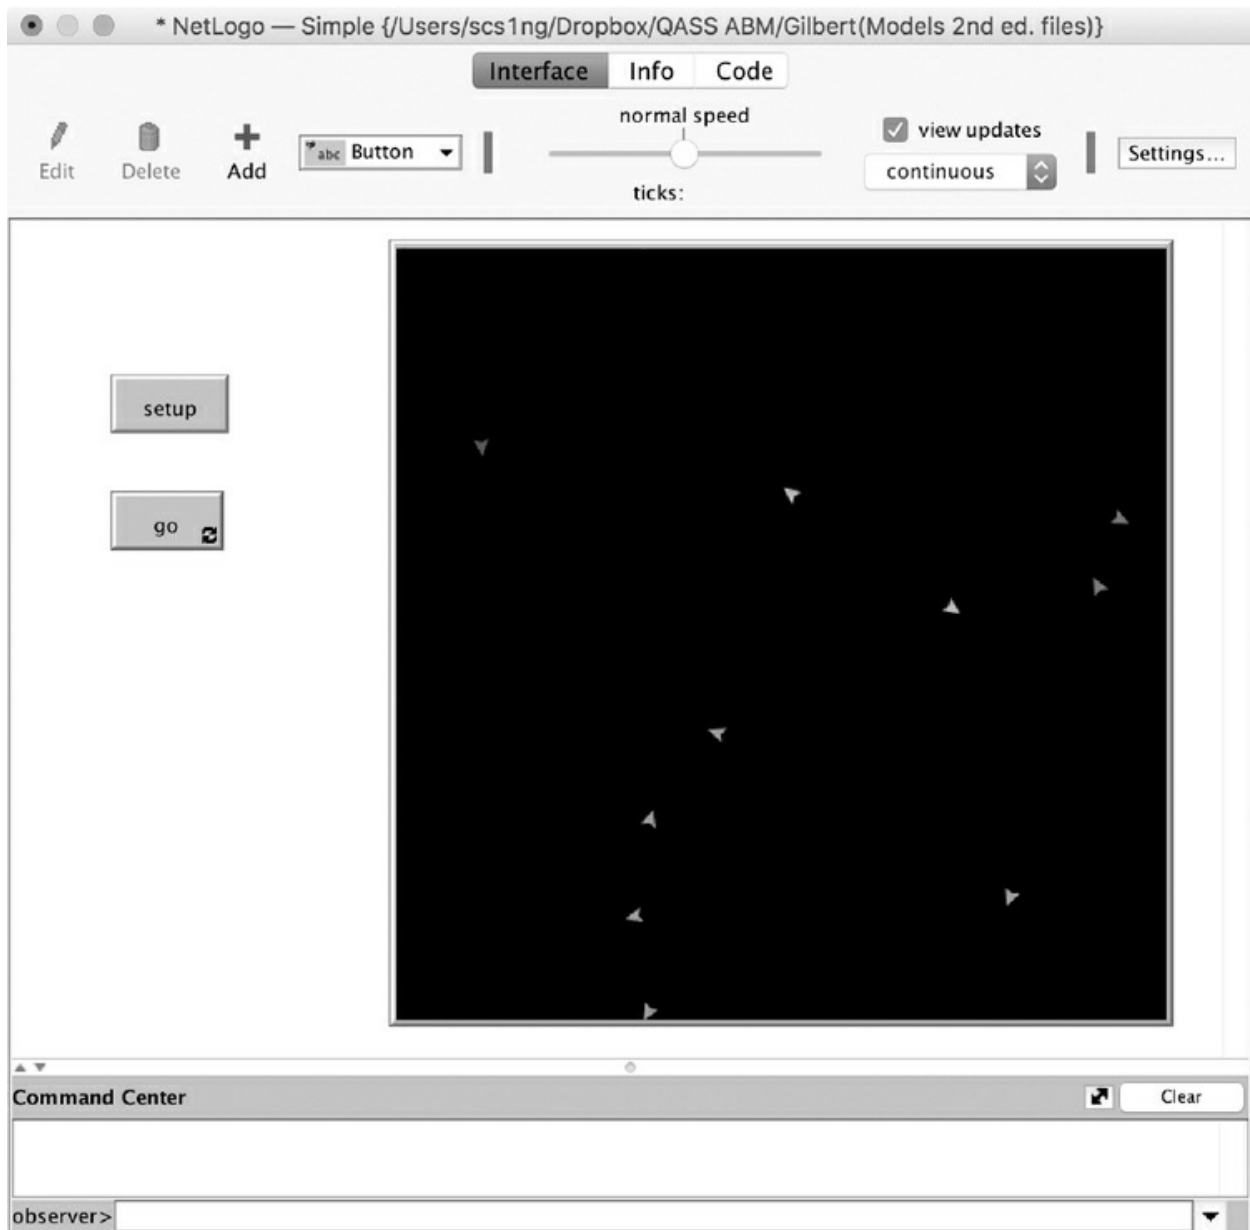 * NetLogo — Simple {/Users/scs1ng/Dropbox/QASS ABM/Gilbert(Models 2nd ed. files)}
Interface Info Code
normal speed
view updates
Edit Delete Add
abc Button
continuous
Settings...
ticks:
setup
go
Command Center
Clear
observer>